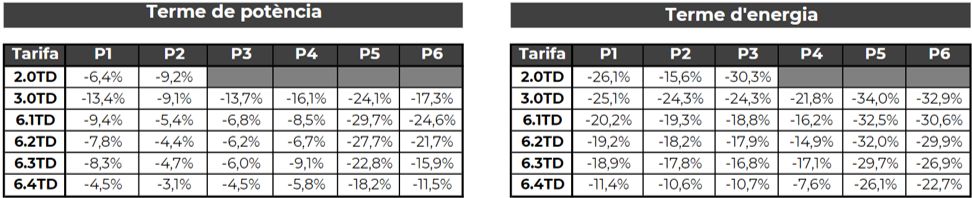 Terme de potència
Tarifa P1 P2 P3 P4 P5 P6
2.0TD -6,4% -9,2%
3.0TD -13,4% -9,1% -13,7% -16,1% -24,1% -17,3%
6.1TD -9,4% -5,4% -6,8% -8,5% -29,7% -24,6%
6.2TD -7,8% -4,4% -6,2% -6,7% -27,7% -21,7%
6.3TD -8,3% -4,7% -6,0% -9,1% -22,8% -15,9%
6.4TD -4,5% -3,1% -4,5% -5,8% -18,2% -11,5%
Terme d'energia
Tarifa P1 P2 P3 P4 P5 P6
2.0TD -26,1% -15,6% -30,3%
3.0TD -25,1% -24,3% -24,3% -21,8% -34,0% -32,9%
6.1TD -20,2% -19,3% -18,8% -16,2% -32,5% -30,6%
6.2TD -19,2% -18,2% -17,9% -14,9% -32,0% -29,9%
6.3TD -18,9% -17,8% -16,8% -17,1% -29,7% -26,9%
6.4TD -11,4% -10,6% -10,7% -7,6% -26,1% -22,7%